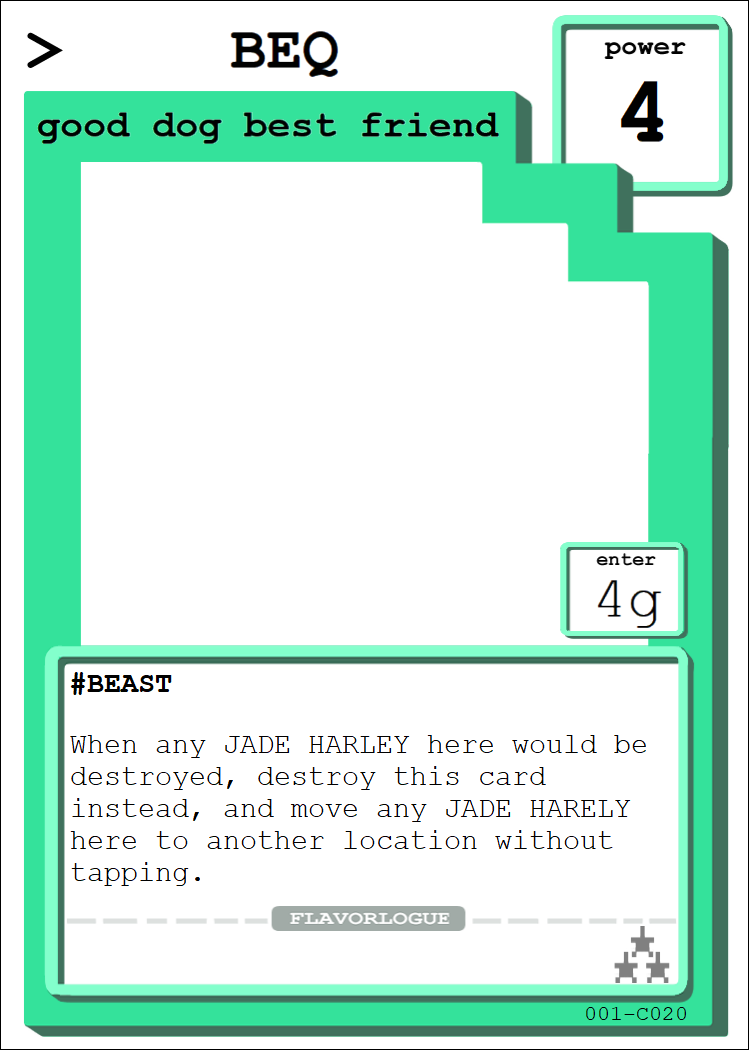 > BEQ
power
4
good dog best friend
enter
4g
#BEAST
When any JADE HARLEY here would be
destroyed, destroy this card
instead, and move any JADE HARELY
here to another location without
tapping.
FLAVORLOGUE
001-C020